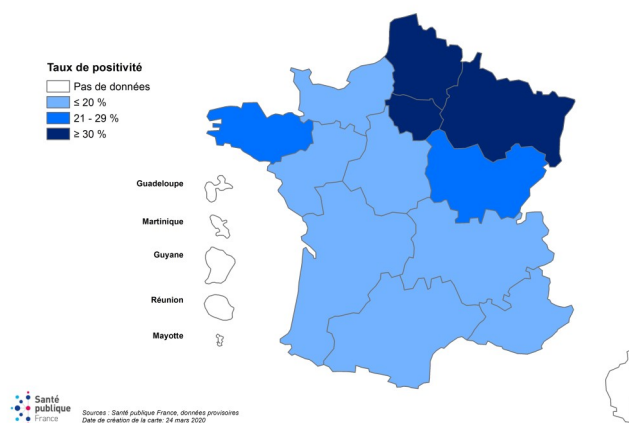 Taux de positivité
Pas de données
≤ 20 %
21 - 29 %
≥ 30 %
Guadeloupe
Martinique
Guyane
Réunion
Mayotte
Santé
publique
France
Sources : Santé publique France, données provisoires
Date de création de la carte: 24 mars 2020